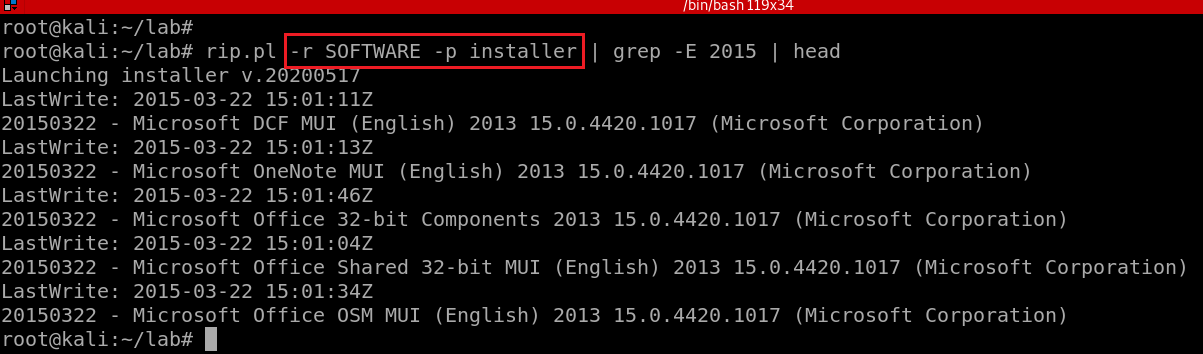 /bin/bash 119x34
root@kali:~/lab#
root@kali:~/lab# rip.pl -r SOFTWARE -p installer | grep -E 2015 | head
Launching installer v.20200517
LastWrite: 2015-03-22 15:01:11Z
20150322 - Microsoft DCF MUI (English) 2013 15.0.4420.1017 (Microsoft Corporation)
LastWrite: 2015-03-22 15:01:13Z
20150322 - Microsoft OneNote MUI (English) 2013 15.0.4420.1017 (Microsoft Corporation)
LastWrite: 2015-03-22 15:01:46Z
20150322 - Microsoft Office 32-bit Components 2013 15.0.4420.1017 (Microsoft Corporation)
LastWrite: 2015-03-22 15:01:04Z
20150322 - Microsoft Office Shared 32-bit MUI (English) 2013 15.0.4420.1017 (Microsoft Corporation)
LastWrite: 2015-03-22 15:01:34Z
20150322 - Microsoft Office OSM MUI (English) 2013 15.0.4420.1017 (Microsoft Corporation)
root@kali:~/lab#